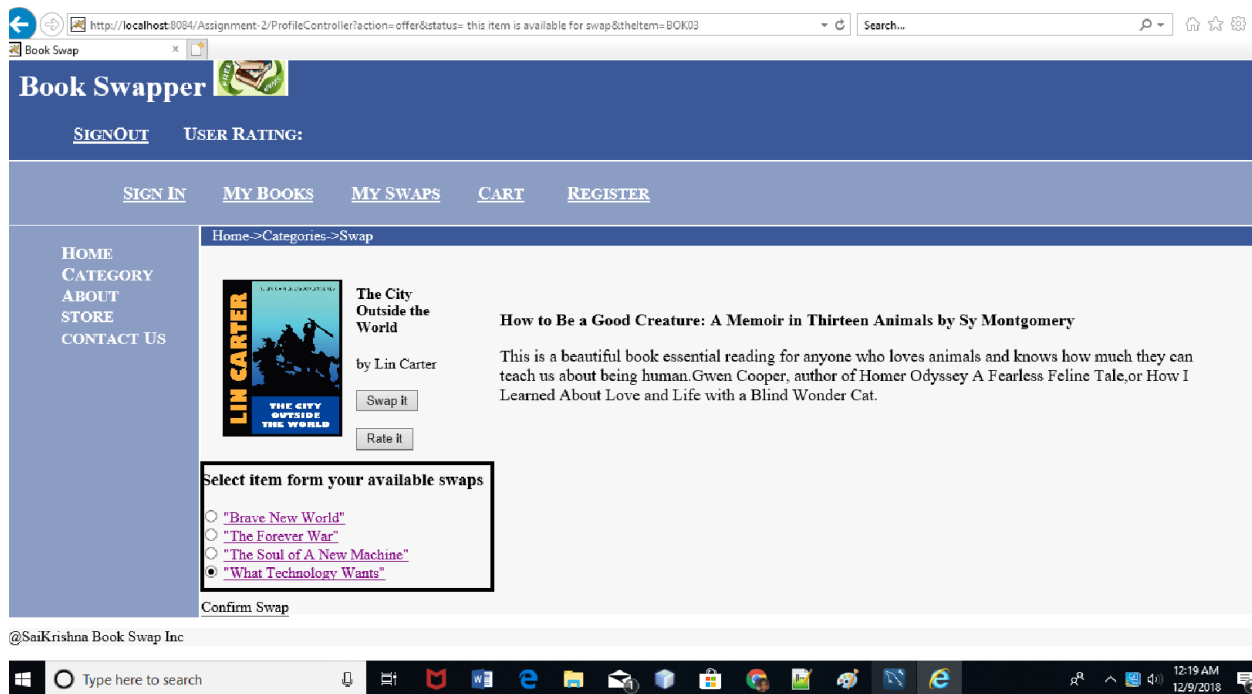 http://localhost:8084/Assignment-2/ProfileController?action=offer&status= this item is available for swap&theItem=BOK03
Search...
Book Swap
Book Swapper
FREE
SIGNOUT USER RATING:
SIGN IN MY BOOKS MY SWAPS CART REGISTER
HOME
CATEGORY
ABOUT
STORE
CONTACT US
Home->Categories->Swap
LIN CARTER
THE CITY
OUTSIDE
THE WORLD
The City
Outside the
World
by Lin Carter
Swap it
Rate it
How to Be a Good Creature: A Memoir in Thirteen Animals by Sy Montgomery
This is a beautiful book essential reading for anyone who loves animals and knows how much they can
teach us about being human.Gwen Cooper, author of Homer Odyssey A Fearless Feline Tale,or How I
Learned About Love and Life with a Blind Wonder Cat.
Select item form your available swaps
"Brave New World"
"The Forever War"
"The Soul of A New Machine"
"What Technology Wants"
Confirm Swap
@SaiKrishna Book Swap Inc
Type here to search
12:19 AM
12/9/2018